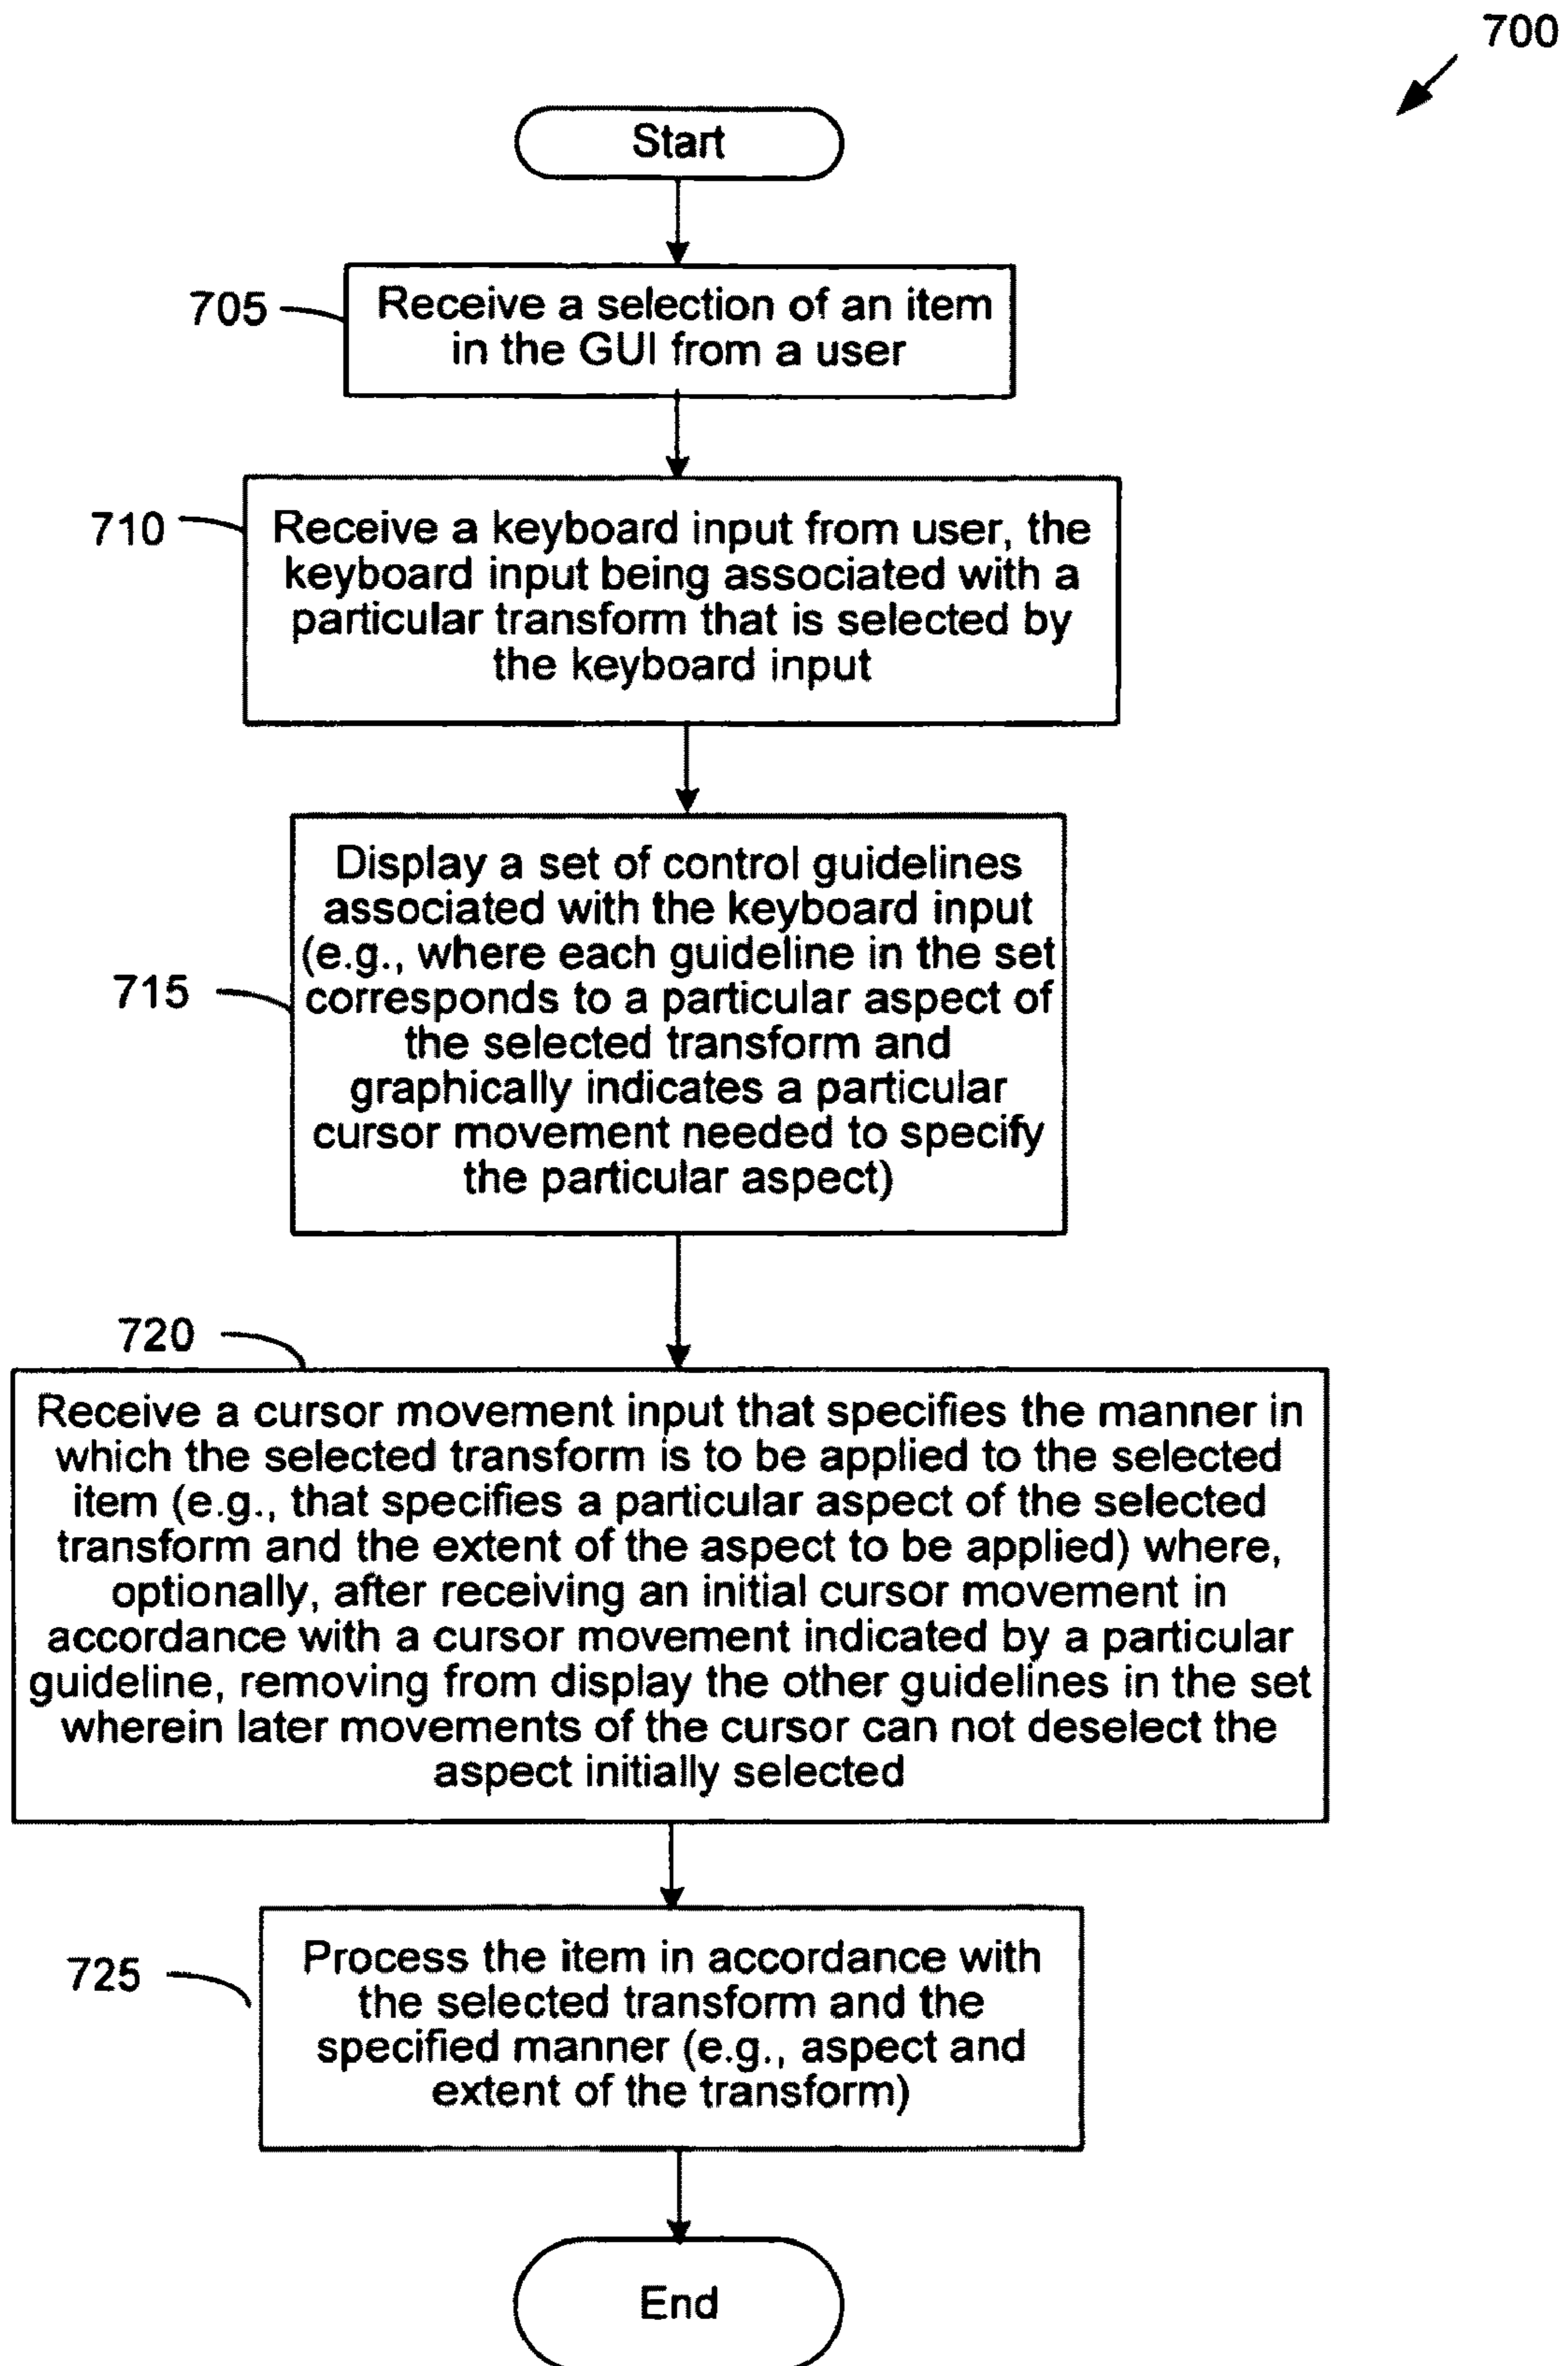 700
Start
705
Receive a selection of an item
in the GUI from a user
710
Receive a keyboard input from user, the
keyboard input being associated with a
particular transform that is selected by
the keyboard input
715
Display a set of control guidelines
associated with the keyboard input
(e.g., where each guideline in the set
corresponds to a particular aspect of
the selected transform and
graphically indicates a particular
cursor movement needed to specify
the particular aspect)
720
Receive a cursor movement input that specifies the manner in
which the selected transform is to be applied to the selected
item (e.g., that specifies a particular aspect of the selected
transform and the extent of the aspect to be applied) where,
optionally, after receiving an initial cursor movement in
accordance with a cursor movement indicated by a particular
guideline, removing from display the other guidelines in the set
wherein later movements of the cursor can not deselect the
aspect initially selected
725
Process the item in accordance with
the selected transform and the
specified manner (e.g., aspect and
extent of the transform)
End